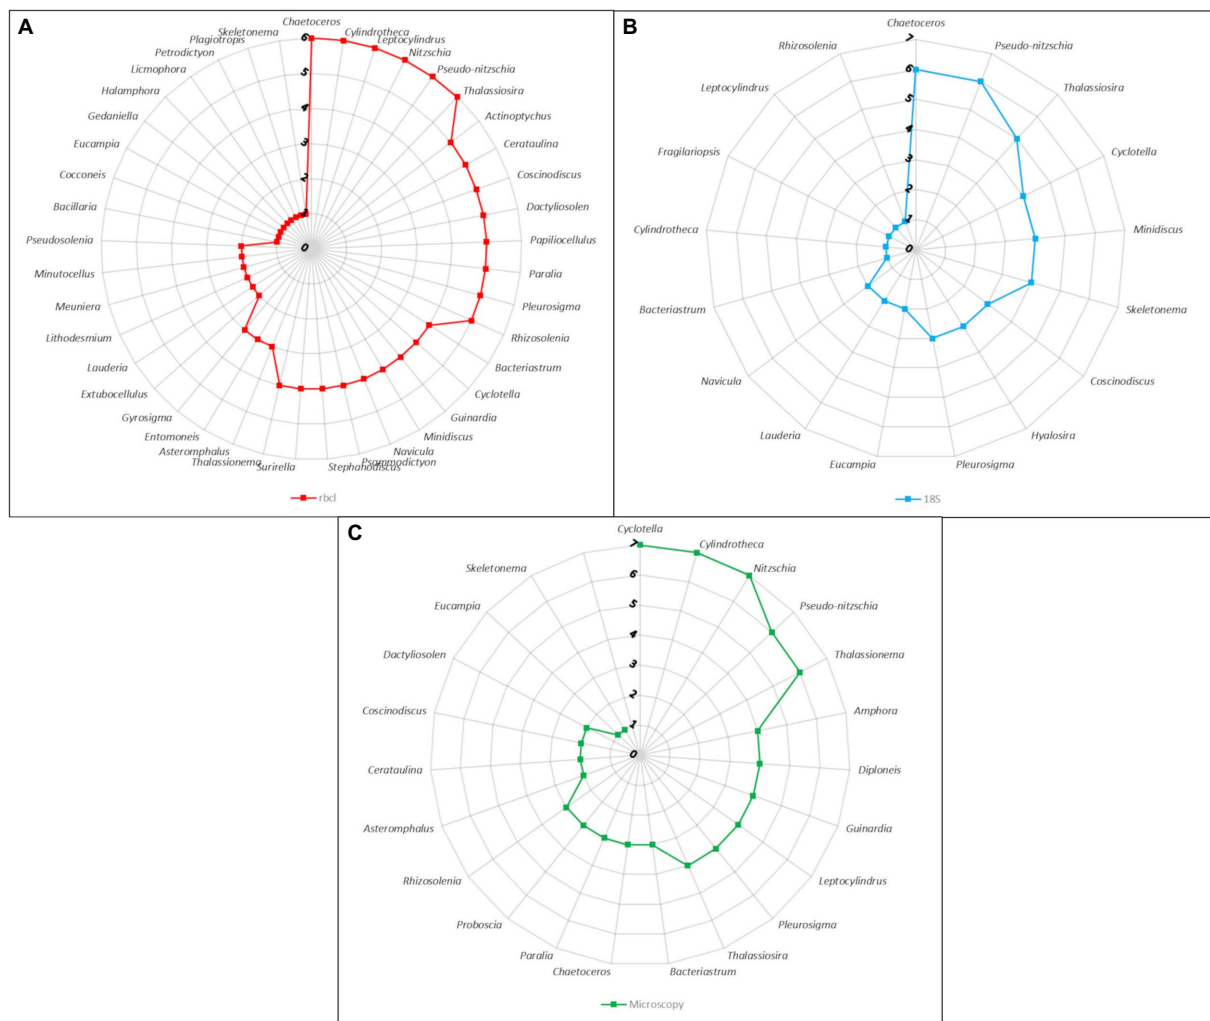 A
Chaetoceros
Cylindrotheca
Leptocylindrus
Nitzschia
Pseudo-nitzschia
Thalassiosira
Actinoptychus
Cerataulina
Coscinodiscus
Dactyliosolen
Papiliocellulus
Paralia
Pleurosigma
Rhizosolenia
Bacteriastrum
Cyclotella
Guinardia
Minidiscus
Navicula
Psammodictyon
Stephanodiscus
Surirella
Thalassionema
Asteromphalus
Entomoneis
Gyrosigma
Extubocellulus
Lauderia
Lithodesmium
Meuniera
Minutocellus
Pseudosolenia
Bacillaria
Cocconeis
Eucampia
Gedaniella
Halamphora
Licmophora
Petrodictyon
Plagiotropis
Skeletonema
6
5
4
3
2
1
0
rbcl
B
Chaetoceros
Pseudo-nitzschia
Thalassiosira
Cyclotella
Minidiscus
Skeletonema
Coscinodiscus
Hyalosira
Pleurosigma
Eucampia
Lauderia
Navicula
Bacteriastrum
Cylindrotheca
Fragilariopsis
Leptocylindrus
Rhizosolenia
7
6
5
4
3
2
1
0
18S
C
Cyclotella
Cylindrotheca
Nitzschia
Pseudo-nitzschia
Thalassionema
Amphora
Diploneis
Guinardia
Leptocylindrus
Pleurosigma
Thalassiosira
Bacteriastrum
Chaetoceros
Paralia
Proboscia
Rhizosolenia
Asteromphalus
Cerataulina
Coscinodiscus
Dactyliosolen
Eucampia
Skeletonema
7
6
5
4
3
2
1
0
Microscopy